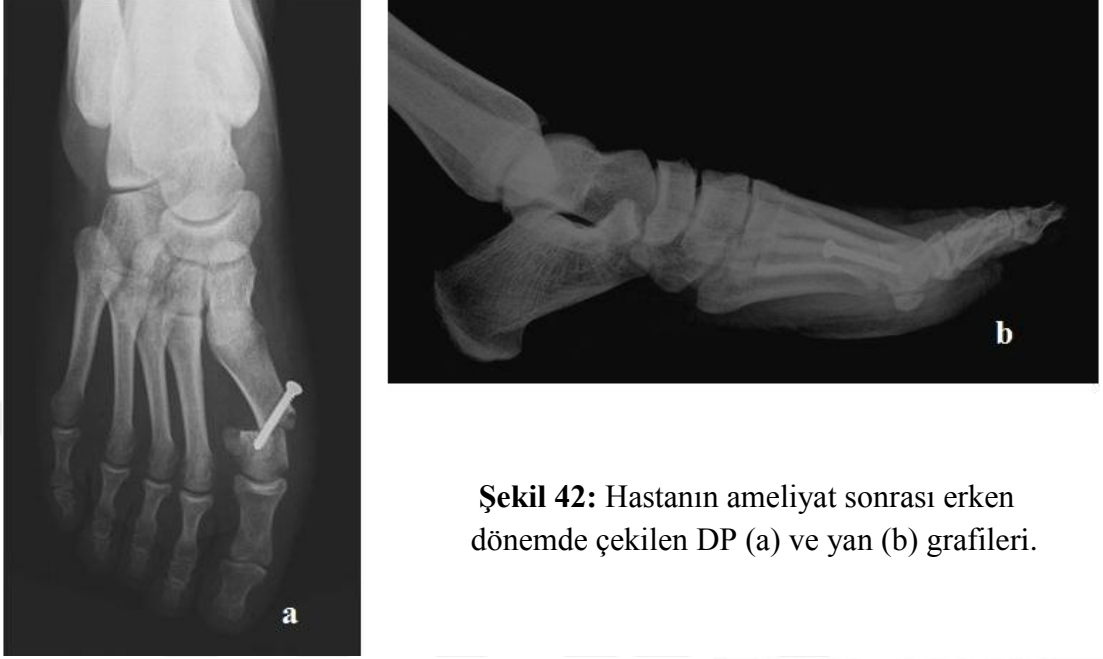 a
b
Şekil 42: Hastanın ameliyat sonrası erken
dönemde çekilen DP (a) ve yan (b) grafileri.